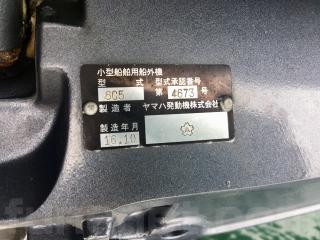 小型船舶用船外機
型 式 型式承認番号
6C5 第 4673 号
製造者 ヤマハ発動機株式会社
製造年月
16.10